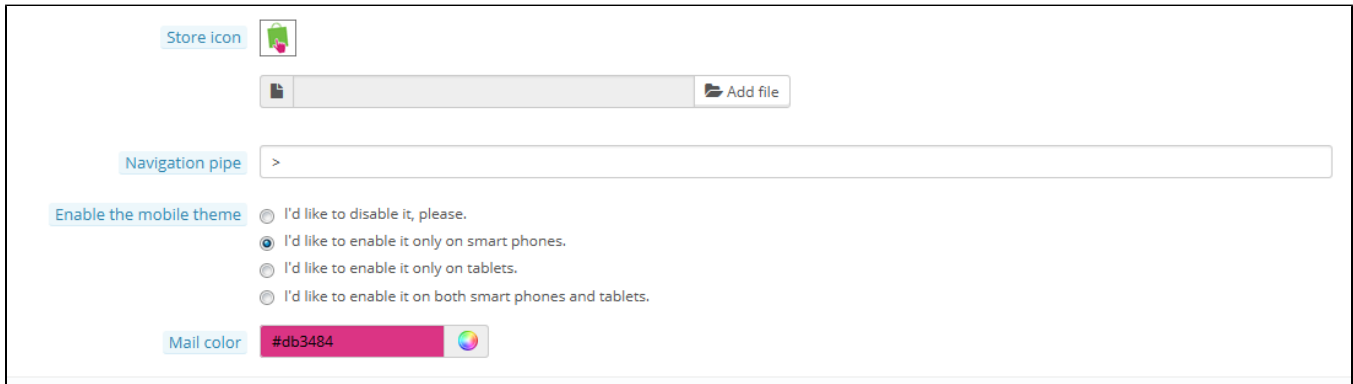 Store icon
Add file
Navigation pipe >
Enable the mobile theme I'd like to disable it, please.
I'd like to enable it only on smart phones.
I'd like to enable it only on tablets.
I'd like to enable it on both smart phones and tablets.
Mail color #db3484